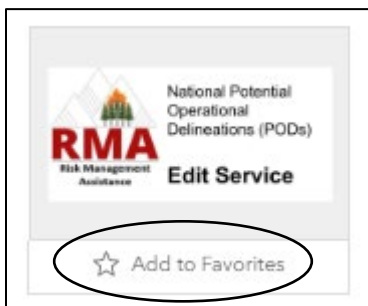 National Potential
Operational
Delineations (PODs)
RMA
Risk Management
Assistance
Edit Service
Add to Favorites